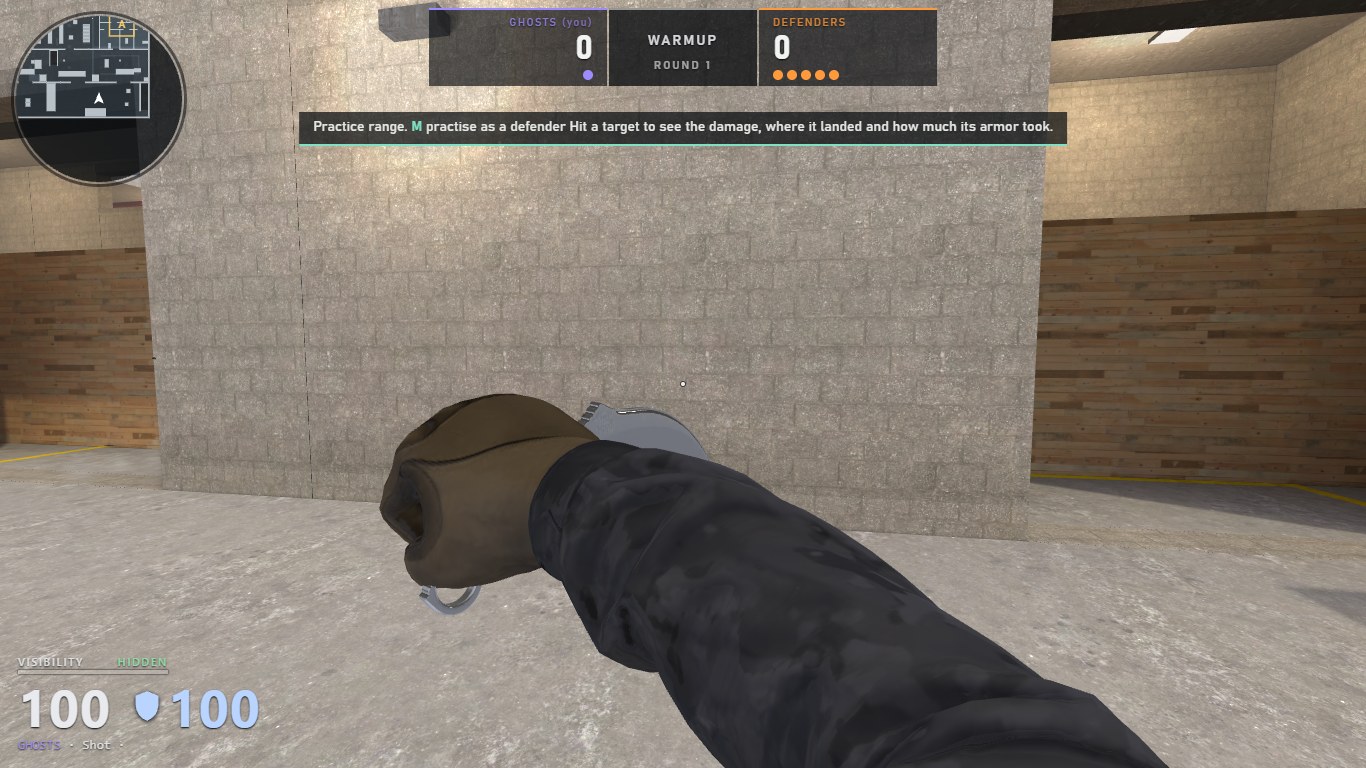 A
GHOSTS (you)
0
WARMUP
ROUND 1
DEFENDERS
0
Practice range. M practise as a defender Hit a target to see the damage, where it landed and how much its armor took.
VISIBILITY HIDDEN
100 100
GHOSTS · Shot ·